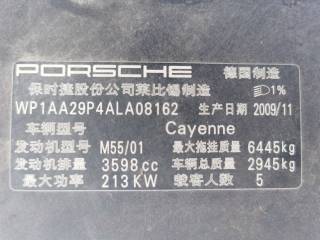 PORSCHE 德国制造
保时捷股份公司莱比锡制造 1%
WP1AA29P4ALA08162 生产日期 2009/11
车辆型号 Cayenne
发动机型号 M55/01 最大拖挂质量 6445kg
发动机排量 3598cc 车辆总质量 2945kg
最大功率 213KW 载客人数 5